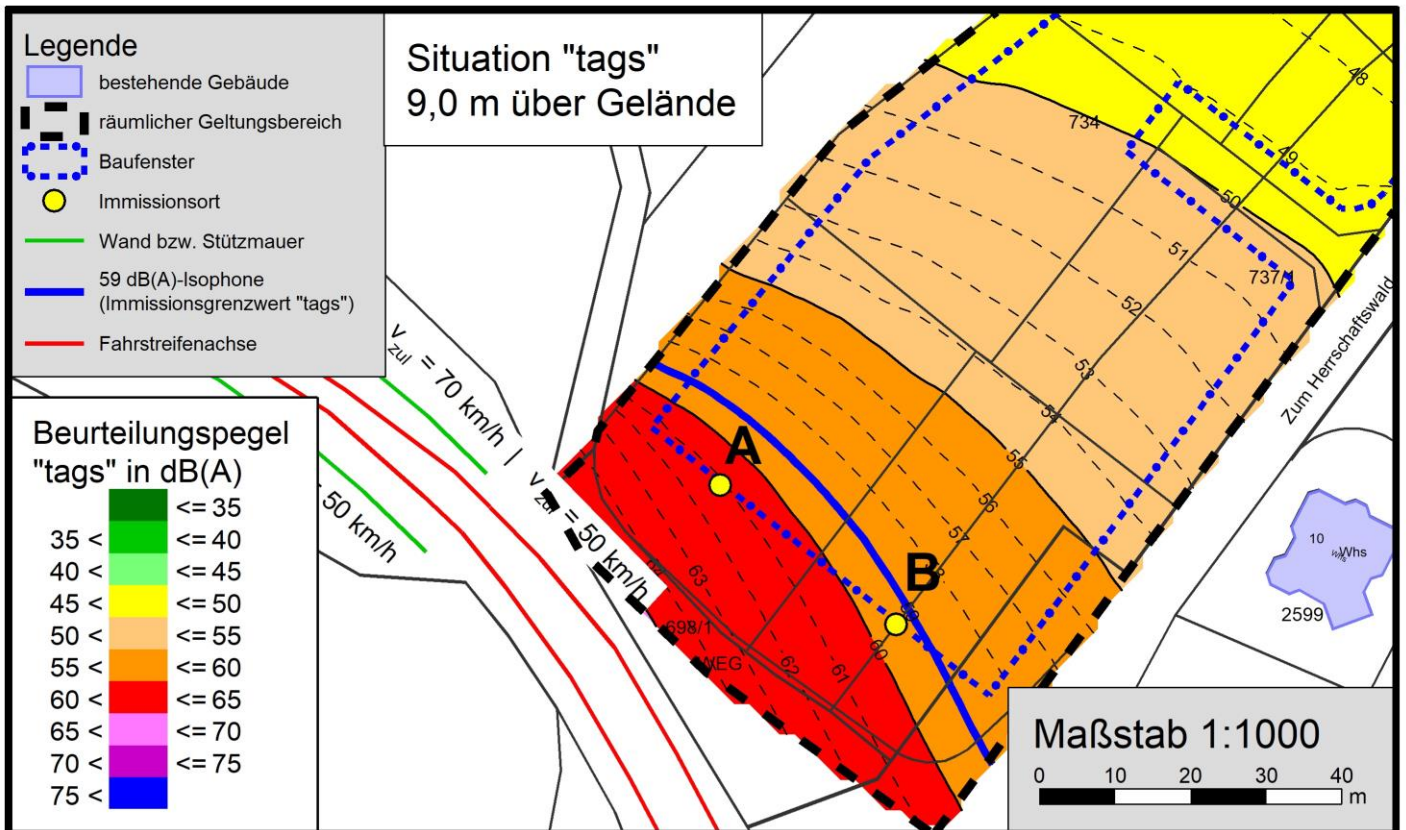 Legende
bestehende Gebäude
räumlicher Geltungsbereich
Baufenster
Immissionsort
Wand bzw. Stützmauer
59 dB(A)-Isophone
(Immissionsgrenzwert "tags")
Fahrstreifenachse
Situation "tags"
9,0 m über Gelände
Beurteilungspegel
"tags" in dB(A)
<= 35
35 < <= 40
40 < <= 45
45 < <= 50
50 < <= 55
55 < <= 60
60 < <= 65
65 < <= 70
70 < <= 75
75 <
v zul = 70 km/h
v zul = 50 km/h
= 50 km/h
48
734
49
50
51
737/1
52
53
54
55
56
57
59
60
61
62
63
A
B
698/1
Zum Herrschaftswald
10
Whs
Whs
2599
Maßstab 1:1000
0 10 20 30 40
m